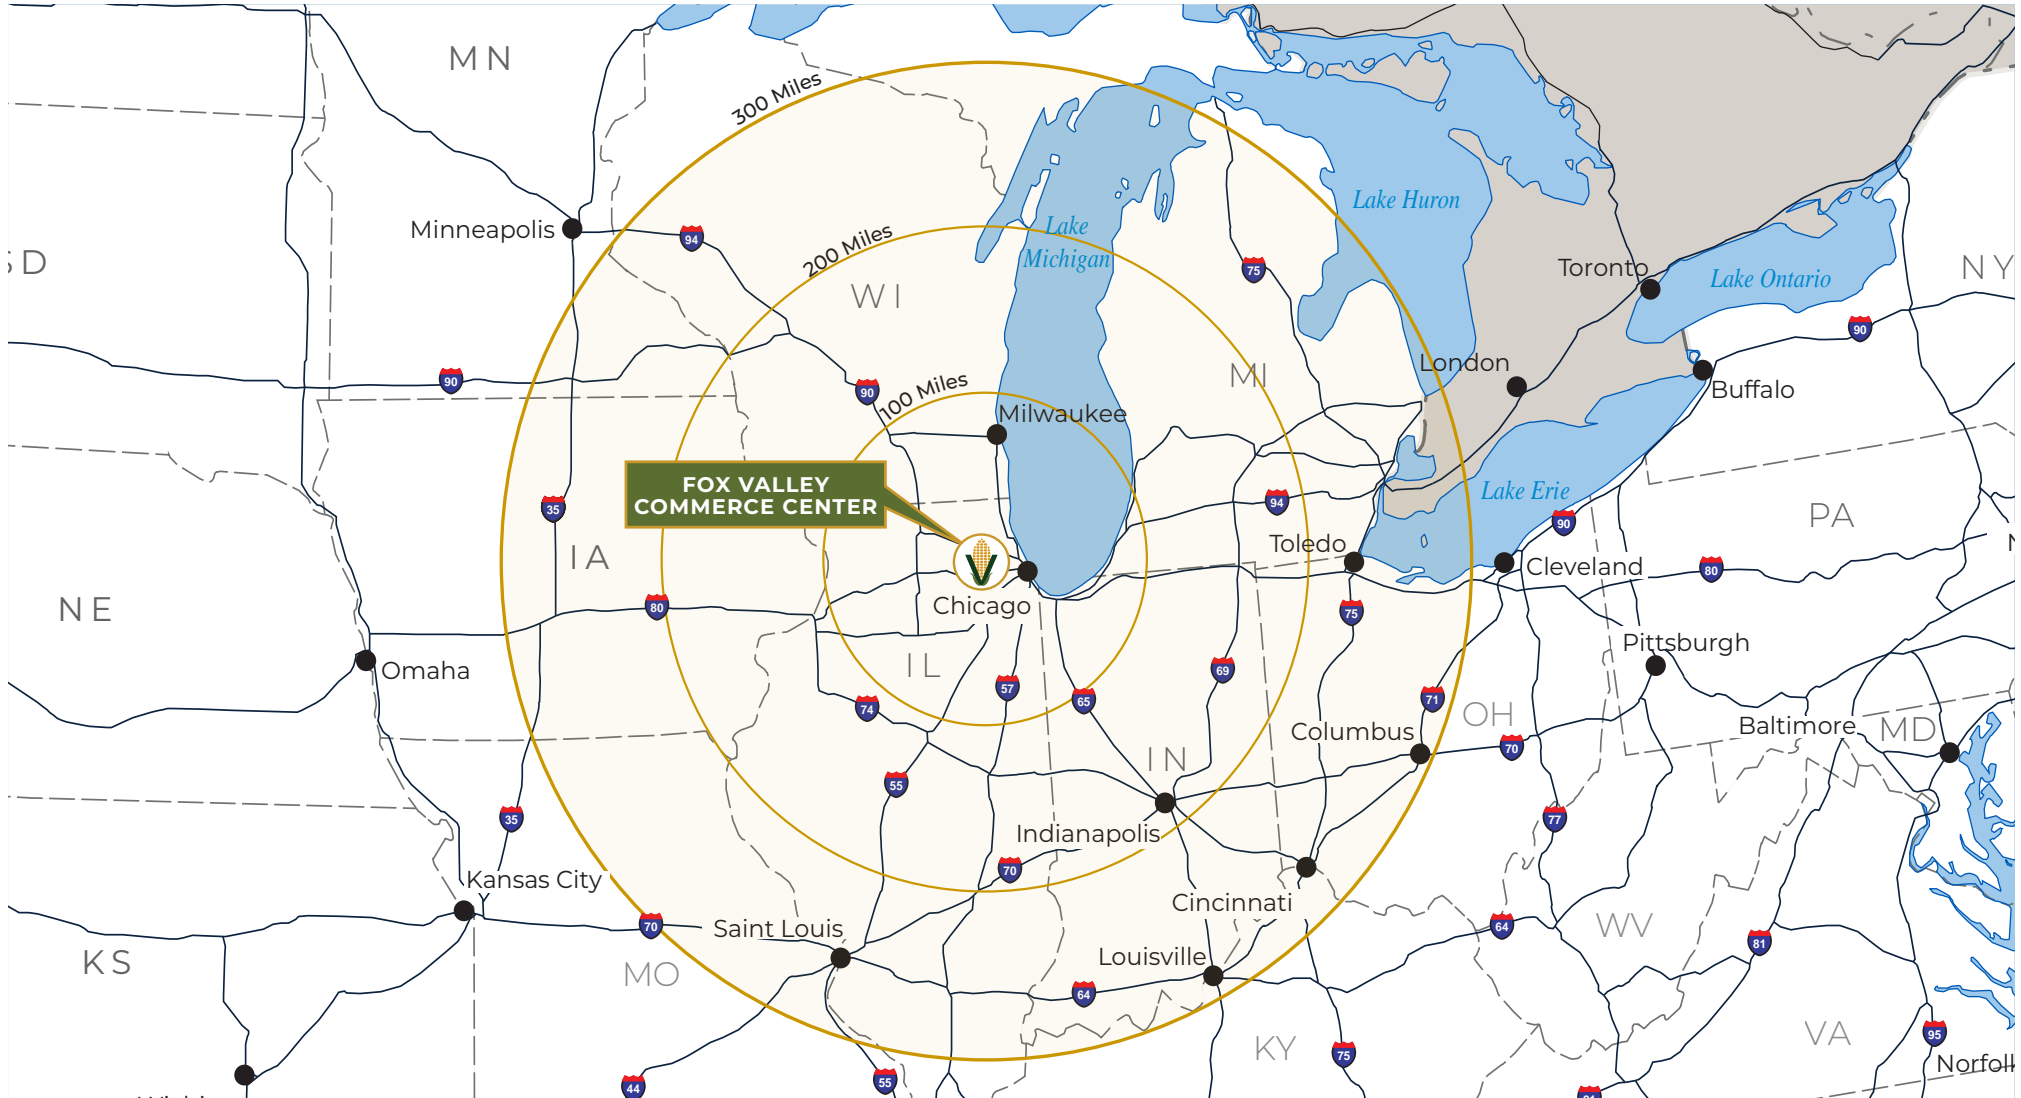 MN
300 Miles
Lake Huron
Minneapolis
94
Lake
Michigan
200 Miles
SD
75
Toronto
Lake Ontario
NY
WI
90
90
London
MI
90
100 Miles
Buffalo
Milwaukee
FOX VALLEY
COMMERCE CENTER
35
94
Lake Erie
90
PA
Toledo
IA
Cleveland
80
80
Chicago
75
NE
Pittsburgh
Omaha
IL
69
57
65
71
74
OH
Columbus
70
Baltimore
MD
IN
55
35
77
Indianapolis
70
Kansas City
Cincinnati
70
Saint Louis
64
WV
81
KS
MO
Louisville
64
KY
75
VA
95
Norfolk
44
55